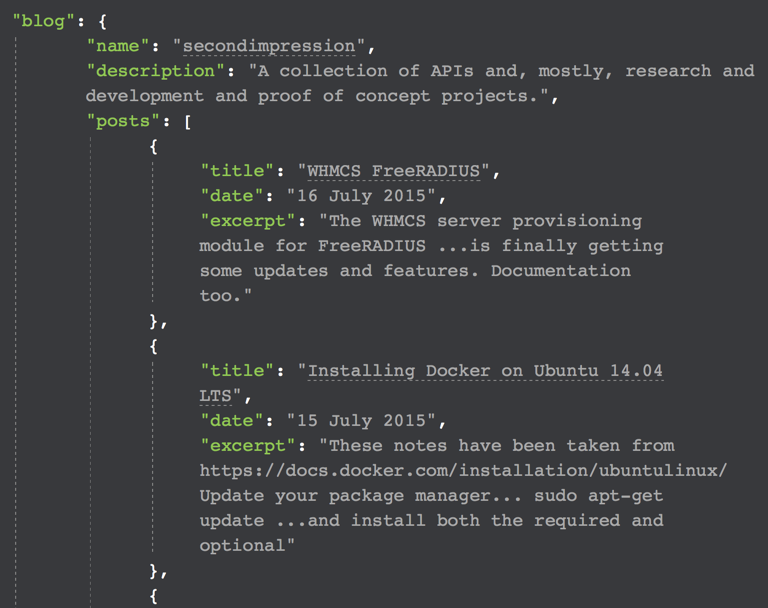 "blog": {
"name": "secondimpression",
"description": "A collection of APIs and, mostly, research and
development and proof of concept projects.",
"posts": [
{
"title": "WHMCS FreeRADIUS",
"date": "16 July 2015",
"excerpt": "The WHMCS server provisioning
module for FreeRADIUS ...is finally getting
some updates and features. Documentation
too."
},
{
"title": "Installing Docker on Ubuntu 14.04
LTS",
"date": "15 July 2015",
"excerpt": "These notes have been taken from
https://docs.docker.com/installation/ubuntulinux/
Update your package manager... sudo apt-get
update ...and install both the required and
optional"
},
{